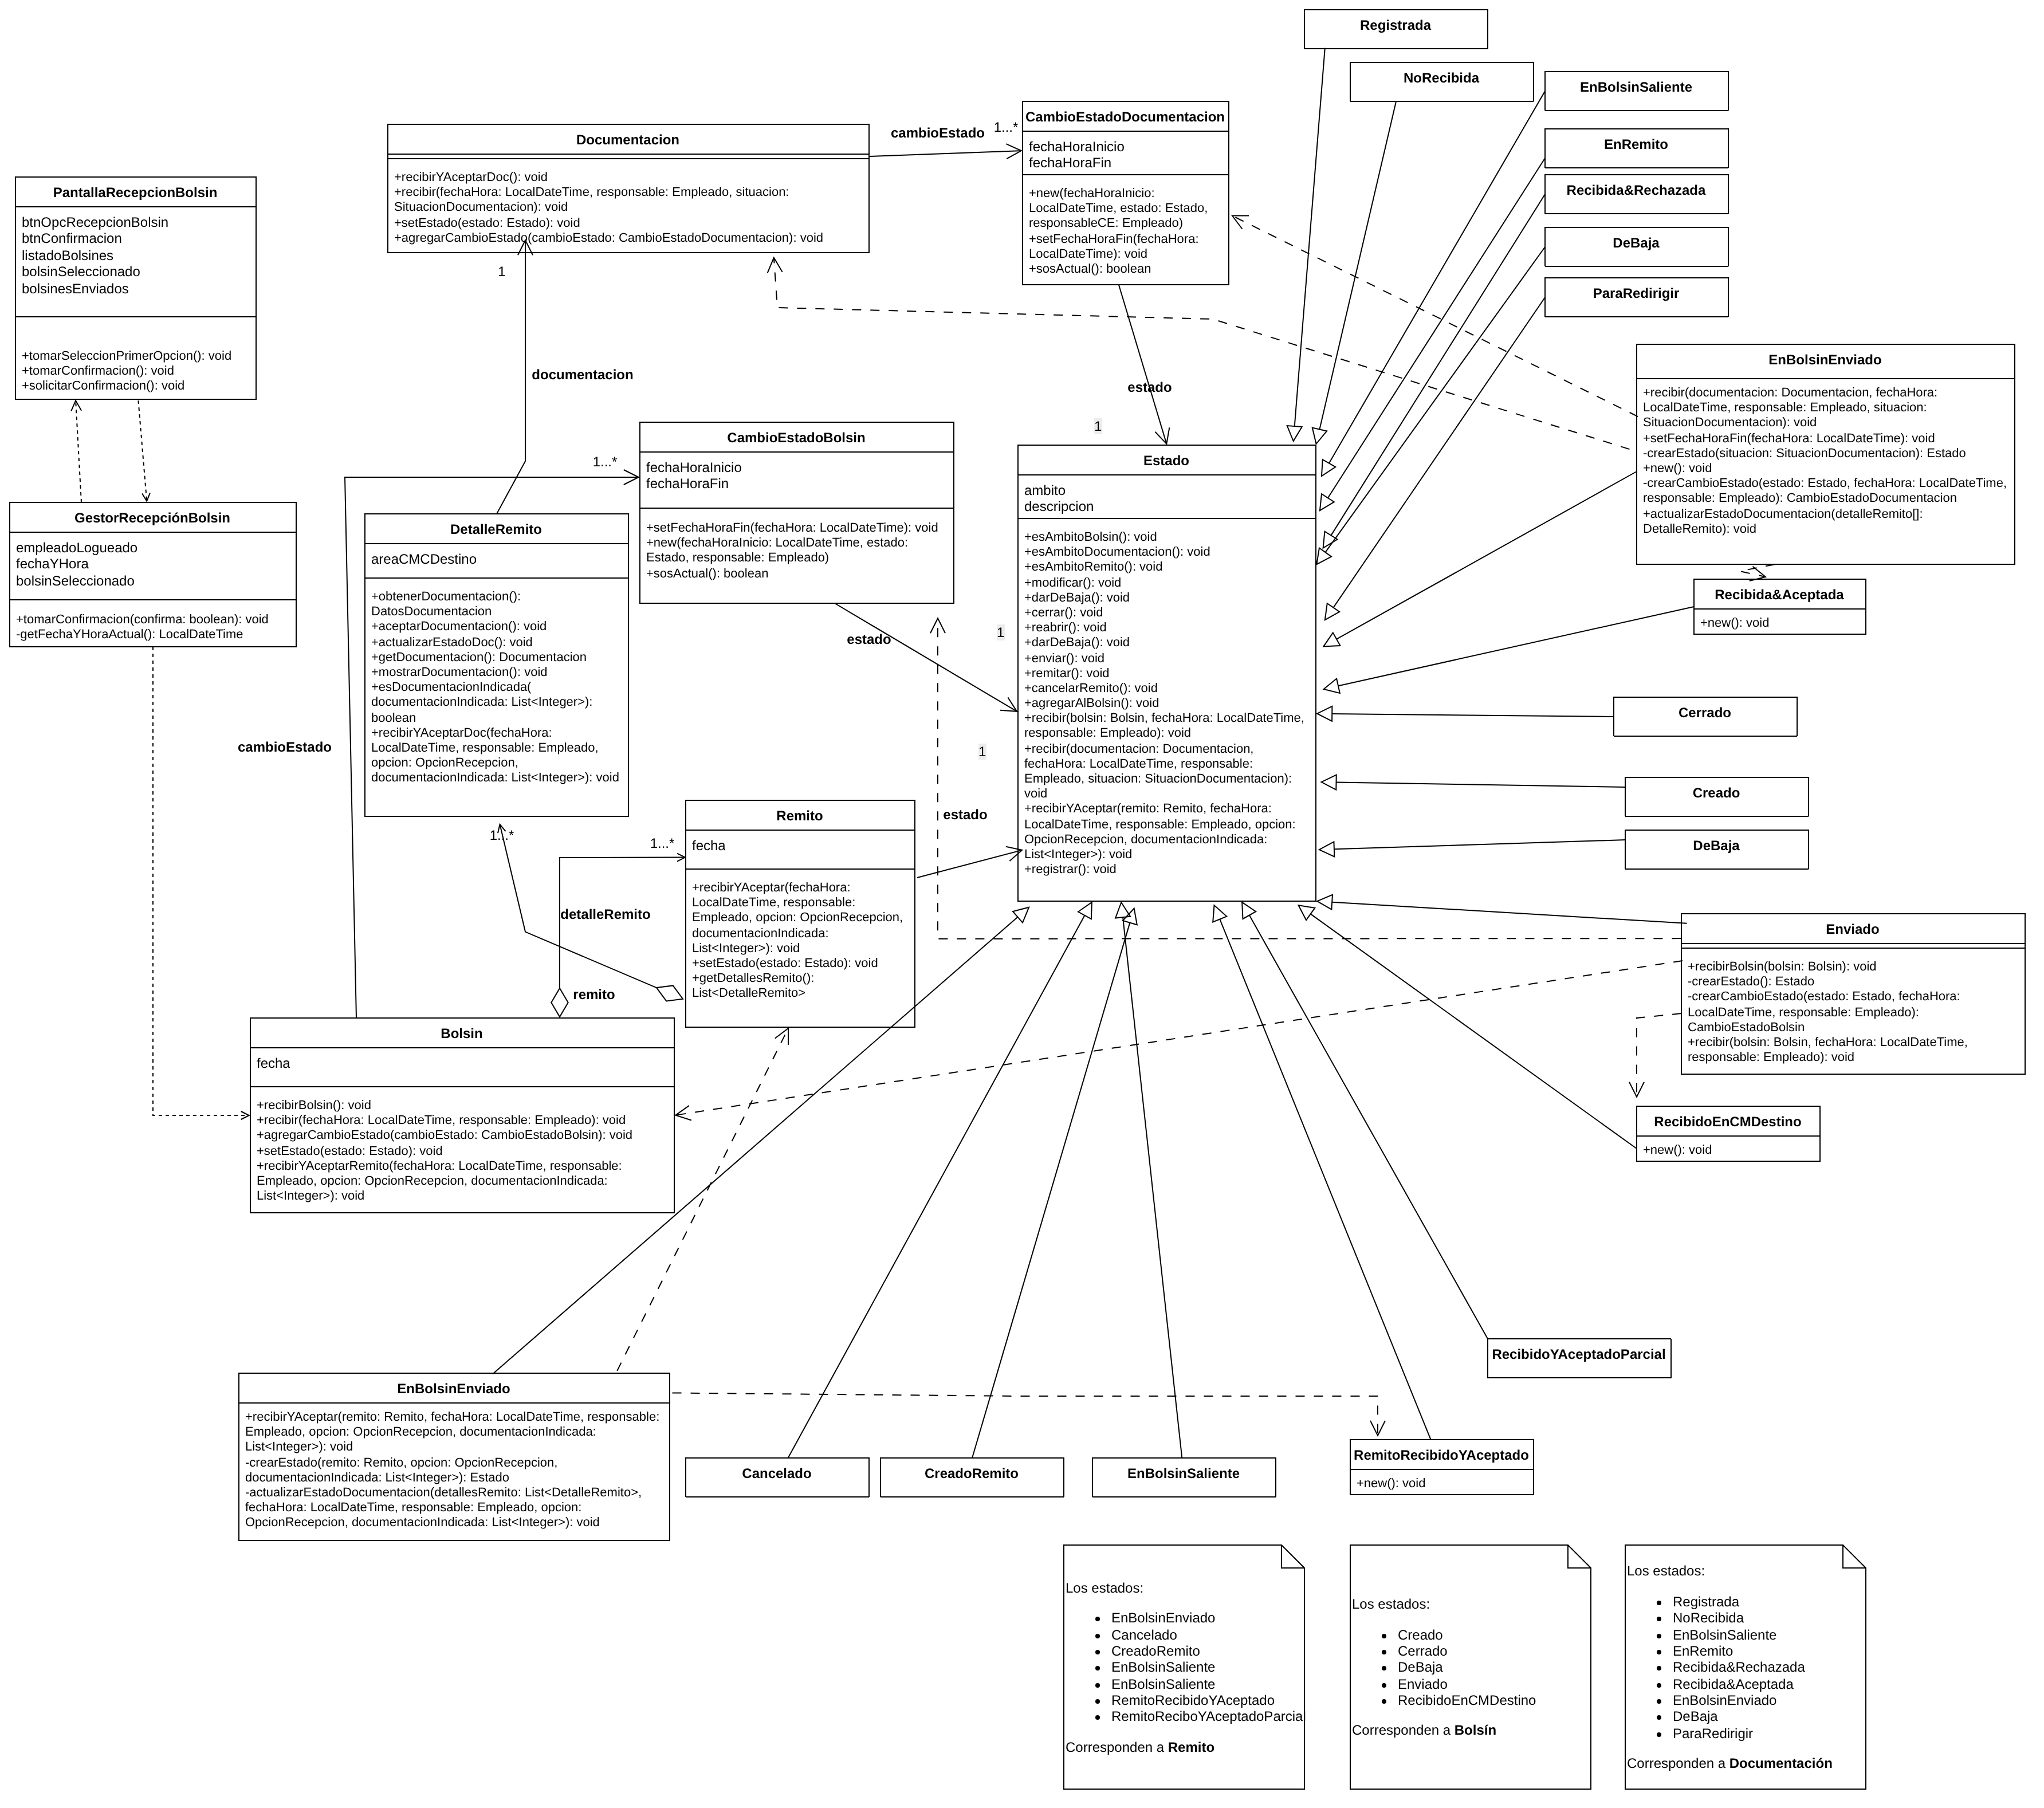 Registrada
NoRecibida
EnBolsinSaliente
EnRemito
Recibida&Rechazada
DeBaja
ParaRedirigir
Documentacion
+recibirYAceptarDoc(): void
+recibir(fechaHora: LocalDateTime, responsable: Empleado, situacion:
SituacionDocumentacion): void
+setEstado(estado: Estado): void
+agregarCambioEstado(cambioEstado: CambioEstadoDocumentacion): void
cambioEstado
1...*
CambioEstadoDocumentacion
fechaHoraInicio
fechaHoraFin
+new(fechaHoraInicio:
LocalDateTime, estado: Estado,
responsableCE: Empleado)
+setFechaHoraFin(fechaHora:
LocalDateTime): void
+sosActual(): boolean
PantallaRecepcionBolsin
btnOpcRecepcionBolsin
btnConfirmacion
listadoBolsines
bolsinSeleccionado
bolsinesEnviados
+tomarSeleccionPrimerOpcion(): void
+tomarConfirmacion(): void
+solicitarConfirmacion(): void
1
documentacion
estado
1
EnBolsinEnviado
+recibir(documentacion: Documentacion, fechaHora:
LocalDateTime, responsable: Empleado, situacion:
SituacionDocumentacion): void
+setFechaHoraFin(fechaHora: LocalDateTime): void
-crearEstado(situacion: SituacionDocumentacion): Estado
+new(): void
-crearCambioEstado(estado: Estado, fechaHora: LocalDateTime,
responsable: Empleado): CambioEstadoDocumentacion
+actualizarEstadoDocumentacion(detalleRemito[]:
DetalleRemito): void
Recibida&Aceptada
+new(): void
CambioEstadoBolsin
fechaHoraInicio
fechaHoraFin
+setFechaHoraFin(fechaHora: LocalDateTime): void
+new(fechaHoraInicio: LocalDateTime, estado:
Estado, responsable: Empleado)
+sosActual(): boolean
1...*
GestorRecepciónBolsin
empleadoLogueado
fechaYHora
bolsinSeleccionado
+tomarConfirmacion(confirma: boolean): void
-getFechaYHoraActual(): LocalDateTime
DetalleRemito
areaCMCDestino
+obtenerDocumentacion():
DatosDocumentacion
+aceptarDocumentacion(): void
+actualizarEstadoDoc(): void
+getDocumentacion(): Documentacion
+mostrarDocumentacion(): void
+esDocumentacionIndicada(
documentacionIndicada: List<Integer>):
boolean
+recibirYAceptarDoc(fechaHora:
LocalDateTime, responsable: Empleado,
opcion: OpcionRecepcion,
documentacionIndicada: List<Integer>): void
Estado
ambito
descripcion
+esAmbitoBolsin(): void
+esAmbitoDocumentacion(): void
+esAmbitoRemito(): void
+modificar(): void
+darDeBaja(): void
+cerrar(): void
+reabrir(): void
+darDeBaja(): void
+enviar(): void
+remitar(): void
+cancelarRemito(): void
+agregarAlBolsin(): void
+recibir(bolsin: Bolsin, fechaHora: LocalDateTime,
responsable: Empleado): void
+recibir(documentacion: Documentacion,
fechaHora: LocalDateTime, responsable:
Empleado, situacion: SituacionDocumentacion):
void
+recibirYAceptar(remito: Remito, fechaHora:
LocalDateTime, responsable: Empleado, opcion:
OpcionRecepcion, documentacionIndicada:
List<Integer>): void
+registrar(): void
estado
1
1
estado
cambioEstado
Cerrado
Creado
DeBaja
1...*
1...*
Remito
fecha
+recibirYAceptar(fechaHora:
LocalDateTime, responsable:
Empleado, opcion: OpcionRecepcion,
documentacionIndicada:
List<Integer>): void
+setEstado(estado: Estado): void
+getDetallesRemito():
List<DetalleRemito>
detalleRemito
remito
Enviado
+recibirBolsin(bolsin: Bolsin): void
-crearEstado(): Estado
-crearCambioEstado(estado: Estado, fechaHora:
LocalDateTime, responsable: Empleado):
CambioEstadoBolsin
+recibir(bolsin: Bolsin, fechaHora: LocalDateTime,
responsable: Empleado): void
Bolsin
fecha
+recibirBolsin(): void
+recibir(fechaHora: LocalDateTime, responsable: Empleado): void
+agregarCambioEstado(cambioEstado: CambioEstadoBolsin): void
+setEstado(estado: Estado): void
+recibirYAceptarRemito(fechaHora: LocalDateTime, responsable:
Empleado, opcion: OpcionRecepcion, documentacionIndicada:
List<Integer>): void
RecibidoEnCMDestino
+new(): void
RecibidoYAceptadoParcial
EnBolsinEnviado
+recibirYAceptar(remito: Remito, fechaHora: LocalDateTime, responsable:
Empleado, opcion: OpcionRecepcion, documentacionIndicada:
List<Integer>): void
-crearEstado(remito: Remito, opcion: OpcionRecepcion,
documentacionIndicada: List<Integer>): Estado
-actualizarEstadoDocumentacion(detallesRemito: List<DetalleRemito>,
fechaHora: LocalDateTime, responsable: Empleado, opcion:
OpcionRecepcion, documentacionIndicada: List<Integer>): void
Cancelado
CreadoRemito
EnBolsinSaliente
RemitoRecibidoYAceptado
+new(): void
Los estados:
EnBolsinEnviado
Cancelado
CreadoRemito
EnBolsinSaliente
EnBolsinSaliente
RemitoRecibidoYAceptado
RemitoReciboYAceptadoParcia
Corresponden a Remito
Los estados:
Creado
Cerrado
DeBaja
Enviado
RecibidoEnCMDestino
Corresponden a Bolsín
Los estados:
Registrada
NoRecibida
EnBolsinSaliente
EnRemito
Recibida&Rechazada
Recibida&Aceptada
EnBolsinEnviado
DeBaja
ParaRedirigir
Corresponden a Documentación